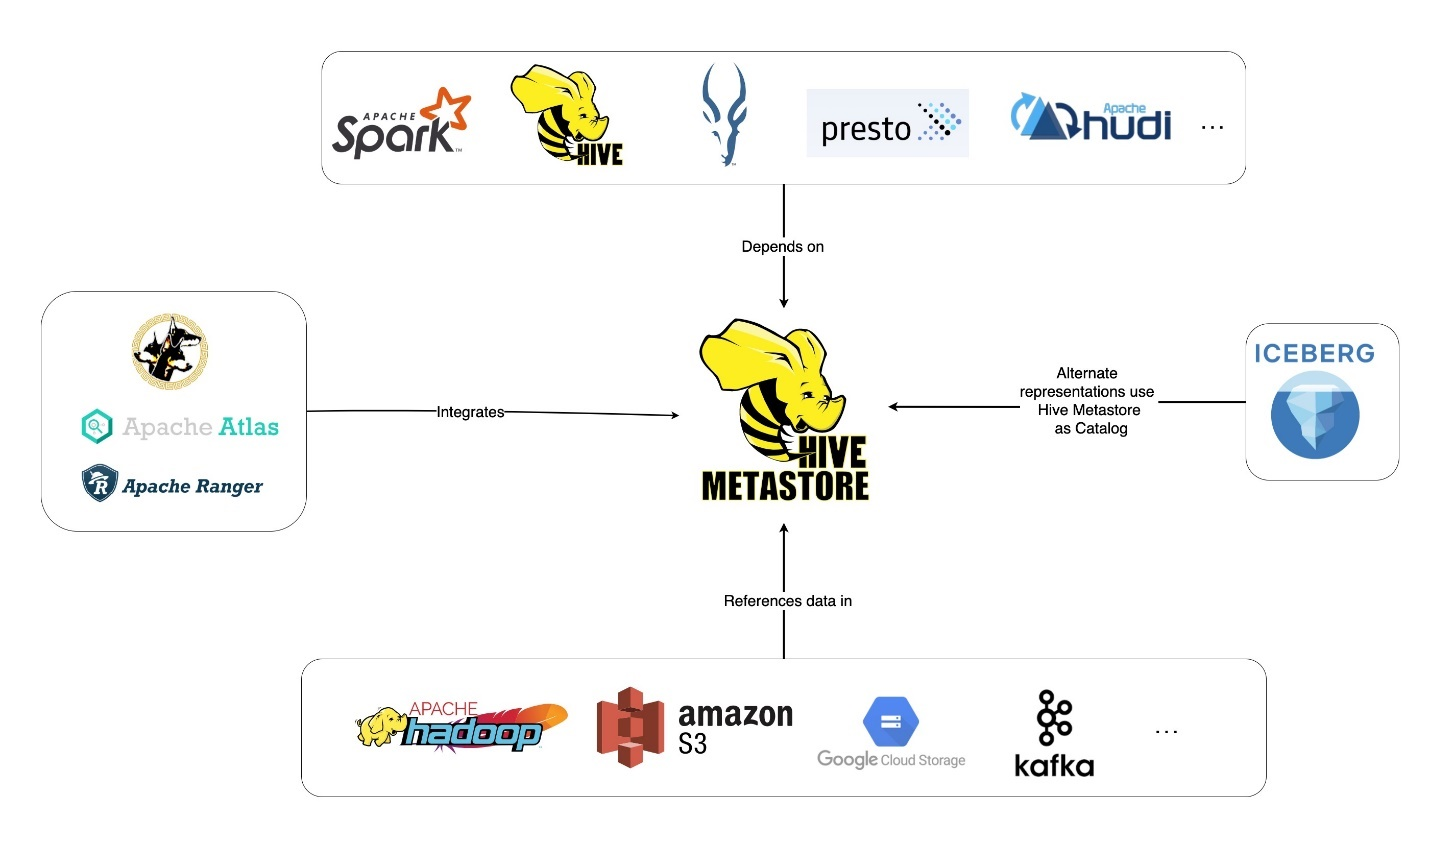 APACHE
Spark™
HIVE
presto
Apache
hudi
...
Depends on
ICEBERG
Apache Atlas
Apache Ranger
Integrates
HIVE
METASTORE
Alternate
representations use
Hive Metastore
as Catalog
References data in
APACHE
hadoop
amazon
S3
Google Cloud Storage
kafka
...